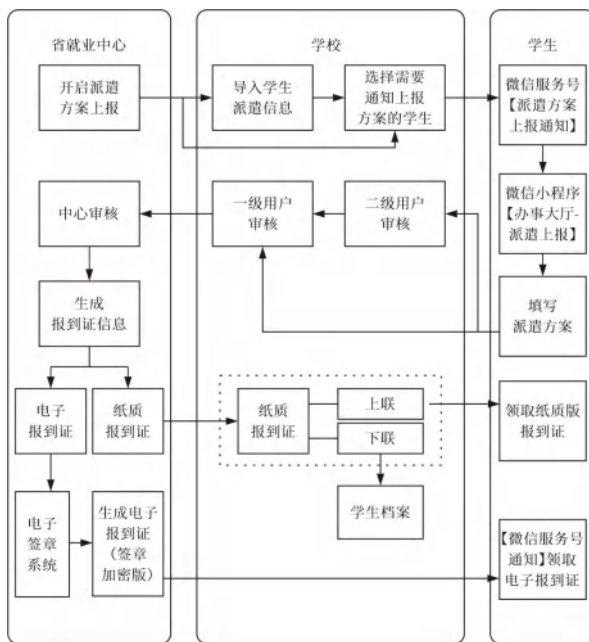 省就业中心
学校
学生
开启派遣
方案上报
导入学生
派遣信息
选择需要
通知上报
方案的学生
微信服务号
【派遣方案
上报通知】
中心审核
一级用户
审核
二级用户
审核
微信小程序
【办事大厅-
派遣上报】
生成
报到证信息
填写
派遣方案
电子
报到证
纸质
报到证
纸质
报到证
上联
下联
领取纸质版
报到证
学生档案
电子
签章
系统
生成电子
报到证
(签章
加密版)
【微信服务号
通知】领取
电子报到证